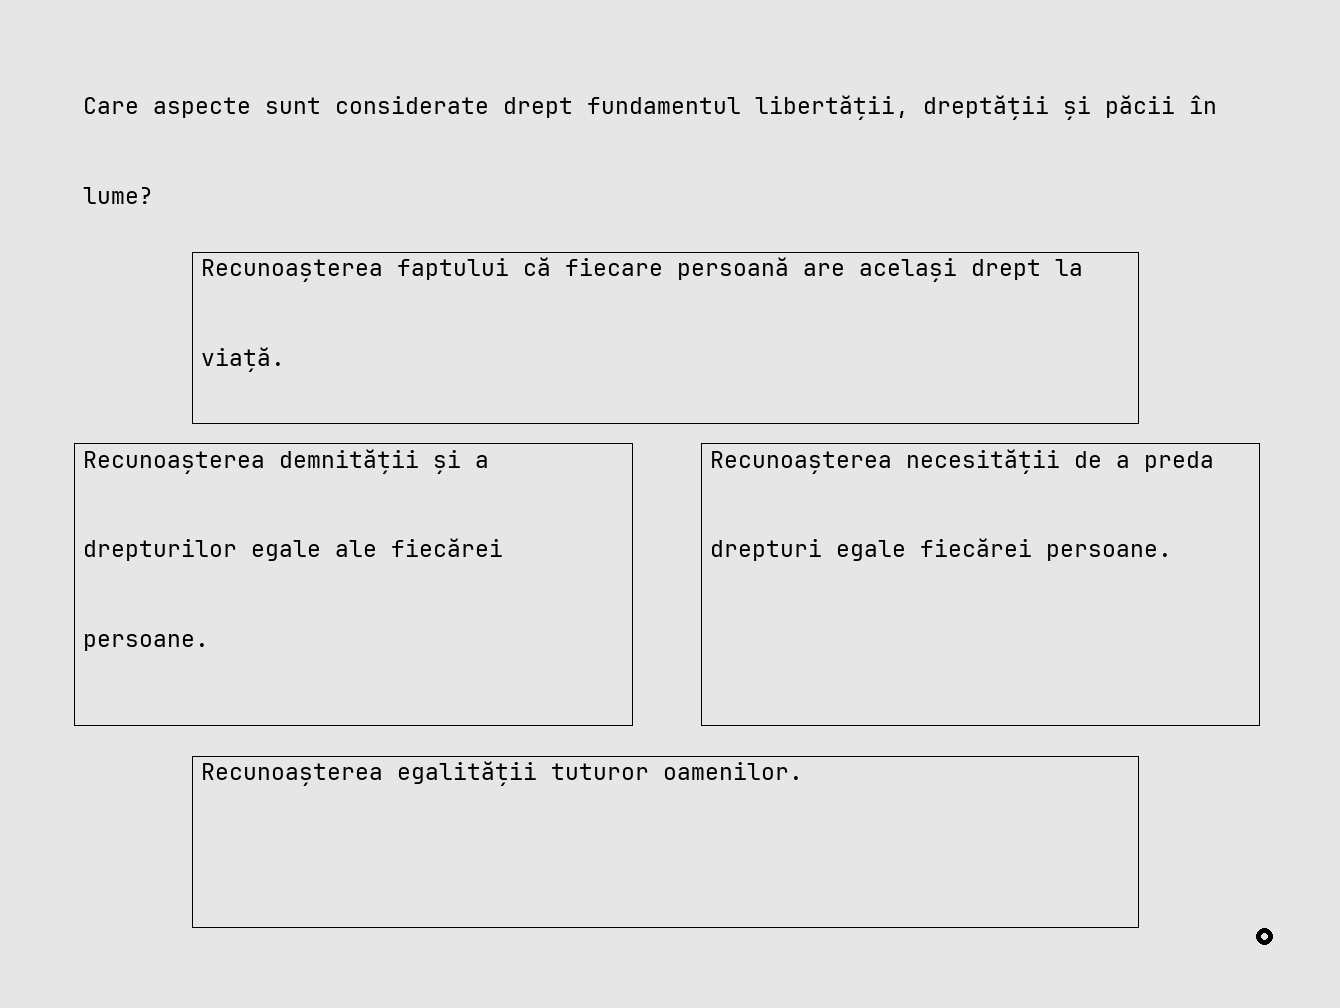 Care aspecte sunt considerate drept fundamentul libertății, dreptății și păcii în
lume?
Recunoașterea faptului că fiecare persoană are același drept la
viață.
Recunoașterea demnității și a
drepturilor egale ale fiecărei
persoane.
Recunoașterea necesității de a preda
drepturi egale fiecărei persoane.
Recunoașterea egalității tuturor oamenilor.